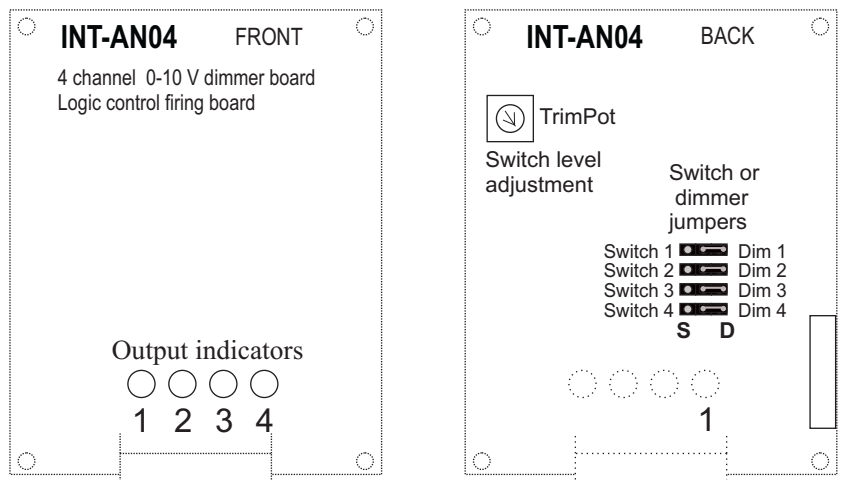 INT-AN04 FRONT
4 channel 0-10 V dimmer board
Logic control firing board
Output indicators
1 2 3 4
INT-AN04 BACK
TrimPot
Switch level
adjustment
Switch or
dimmer
jumpers
Switch 1 Dim 1
Switch 2 Dim 2
Switch 3 Dim 3
Switch 4 Dim 4
S D
1